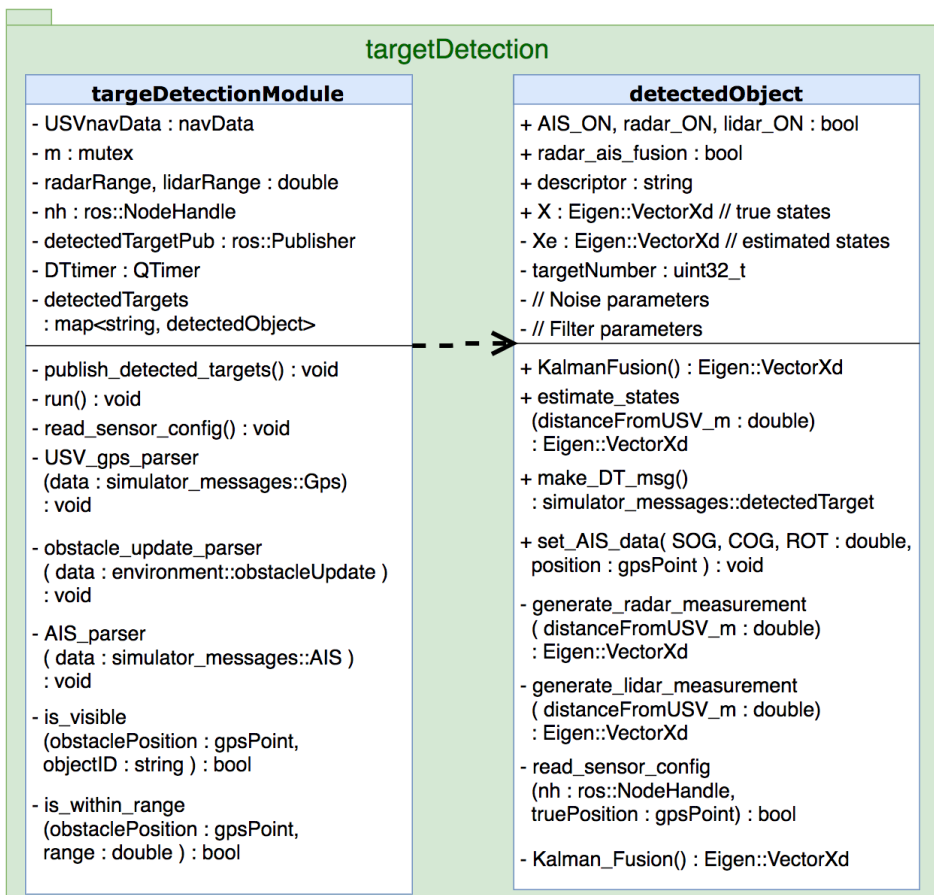 targetDetection
targeDetectionModule
- USVnavData : navData
- m : mutex
- radarRange, lidarRange : double
- nh : ros::NodeHandle
- detectedTargetPub : ros::Publisher
- DTtimer : QTimer
- detectedTargets
: map<string, detectedObject>
- publish_detected_targets() : void
- run() : void
- read_sensor_config() : void
- USV_gps_parser
(data : simulator_messages::Gps)
: void
- obstacle_update_parser
( data : environment::obstacleUpdate )
: void
- AIS_parser
( data : simulator_messages::AIS )
: void
- is_visible
(obstaclePosition : gpsPoint,
objectID : string ) : bool
- is_within_range
(obstaclePosition : gpsPoint,
range : double ) : bool
detectedObject
+ AIS_ON, radar_ON, lidar_ON : bool
+ radar_ais_fusion : bool
+ descriptor : string
+ X : Eigen::VectorXd // true states
- Xe : Eigen::VectorXd // estimated states
- targetNumber : uint32_t
- // Noise parameters
- // Filter parameters
+ KalmanFusion() : Eigen::VectorXd
+ estimate_states
(distanceFromUSV_m : double)
: Eigen::VectorXd
+ make_DT_msg()
: simulator_messages::detectedTarget
+ set_AIS_data( SOG, COG, ROT : double,
position : gpsPoint ) : void
- generate_radar_measurement
( distanceFromUSV_m : double)
: Eigen::VectorXd
- generate_lidar_measurement
( distanceFromUSV_m : double)
: Eigen::VectorXd
- read_sensor_config
(nh : ros::NodeHandle,
truePosition : gpsPoint) : bool
- Kalman_Fusion() : Eigen::VectorXd